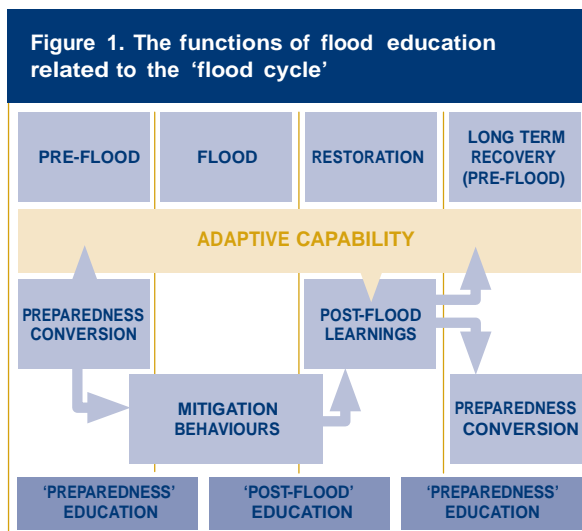 Figure 1. The functions of flood education
related to the ‘flood cycle’
PRE-FLOOD
FLOOD
RESTORATION
LONG TERM
RECOVERY
(PRE-FLOOD)
ADAPTIVE CAPABILITY
PREPAREDNESS
CONVERSION
POST-FLOOD
LEARNINGS
MITIGATION
BEHAVIOURS
PREPAREDNESS
CONVERSION
‘PREPAREDNESS’
EDUCATION
‘POST-FLOOD’
EDUCATION
‘PREPAREDNESS’
EDUCATION